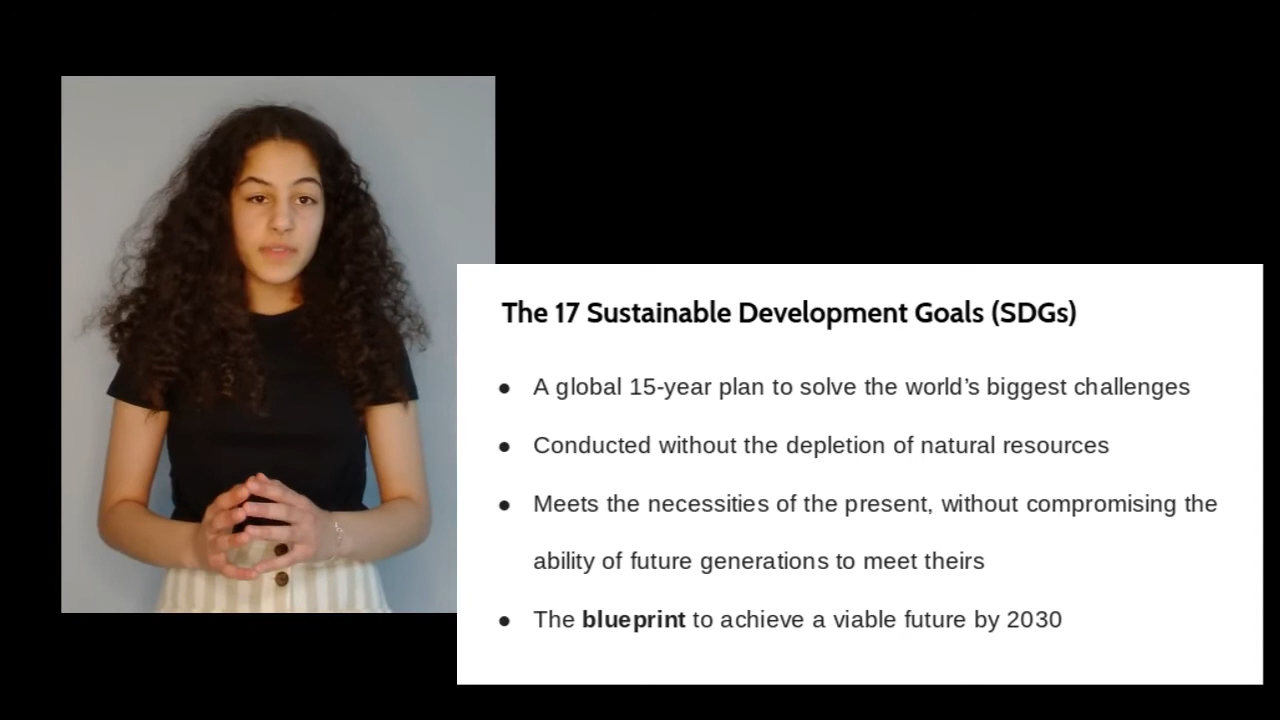 The 17 Sustainable Development Goals (SDGs)
● A global 15-year plan to solve the world’s biggest challenges
● Conducted without the depletion of natural resources
● Meets the necessities of the present, without compromising the
ability of future generations to meet theirs
● The blueprint to achieve a viable future by 2030